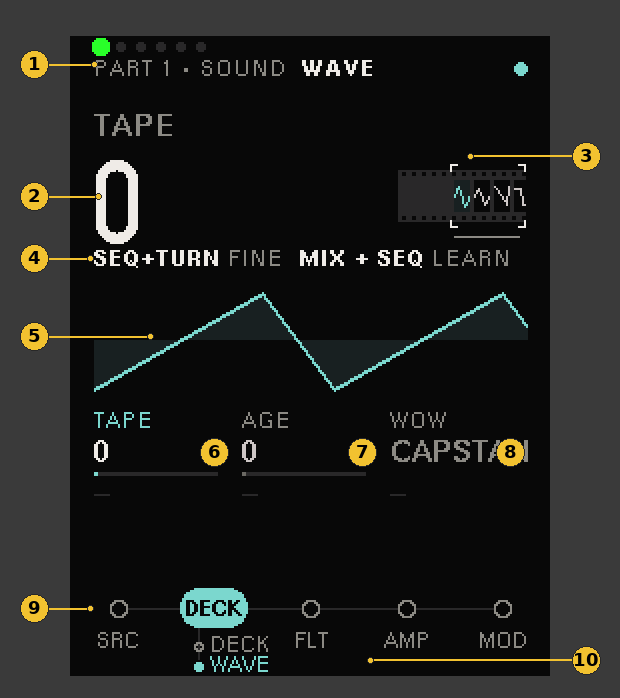 1 PART 1 · SOUND WAVE
TAPE
3
2 0
4 SEQ+TURN FINE MIX + SEQ LEARN
5
TAPE AGE WOW
0 6 0 7 8
9 DECK
SRC DECK FLT AMP MOD
WAVE 10